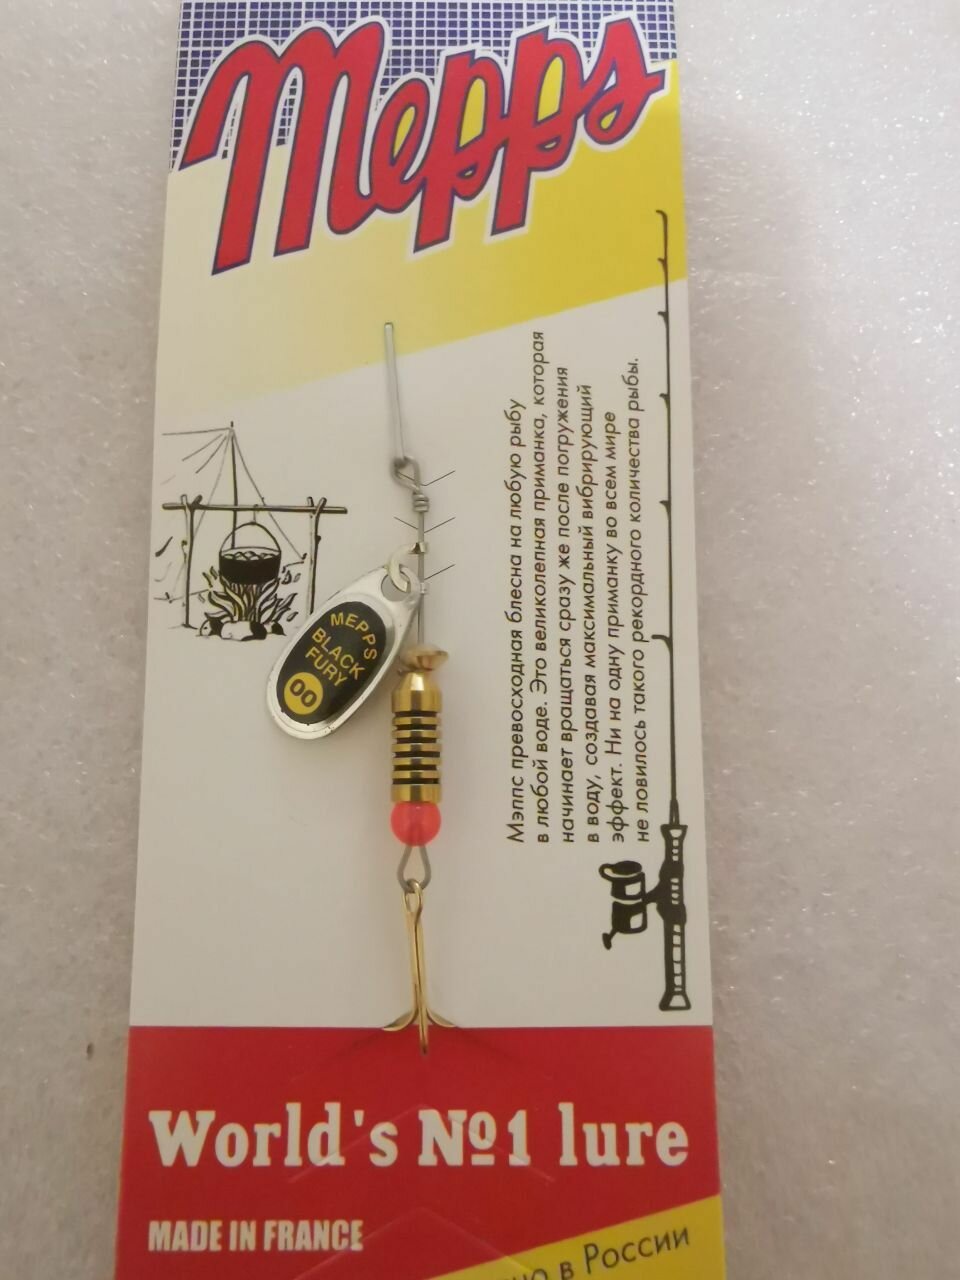 Mepps
Мэппс превосходная блесна на любую рыбу
в любой воде. Это великолепная приманка, которая
начинает вращаться сразу же после погружения
в воду, создавая максимальный вибрирующий
эффект. Ни на одну приманку во всем мире
не ловилось такого рекордного количества рыбы.
MEPPS
BLACK
FURY
00
World's №1 lure
MADE IN FRANCE
в России